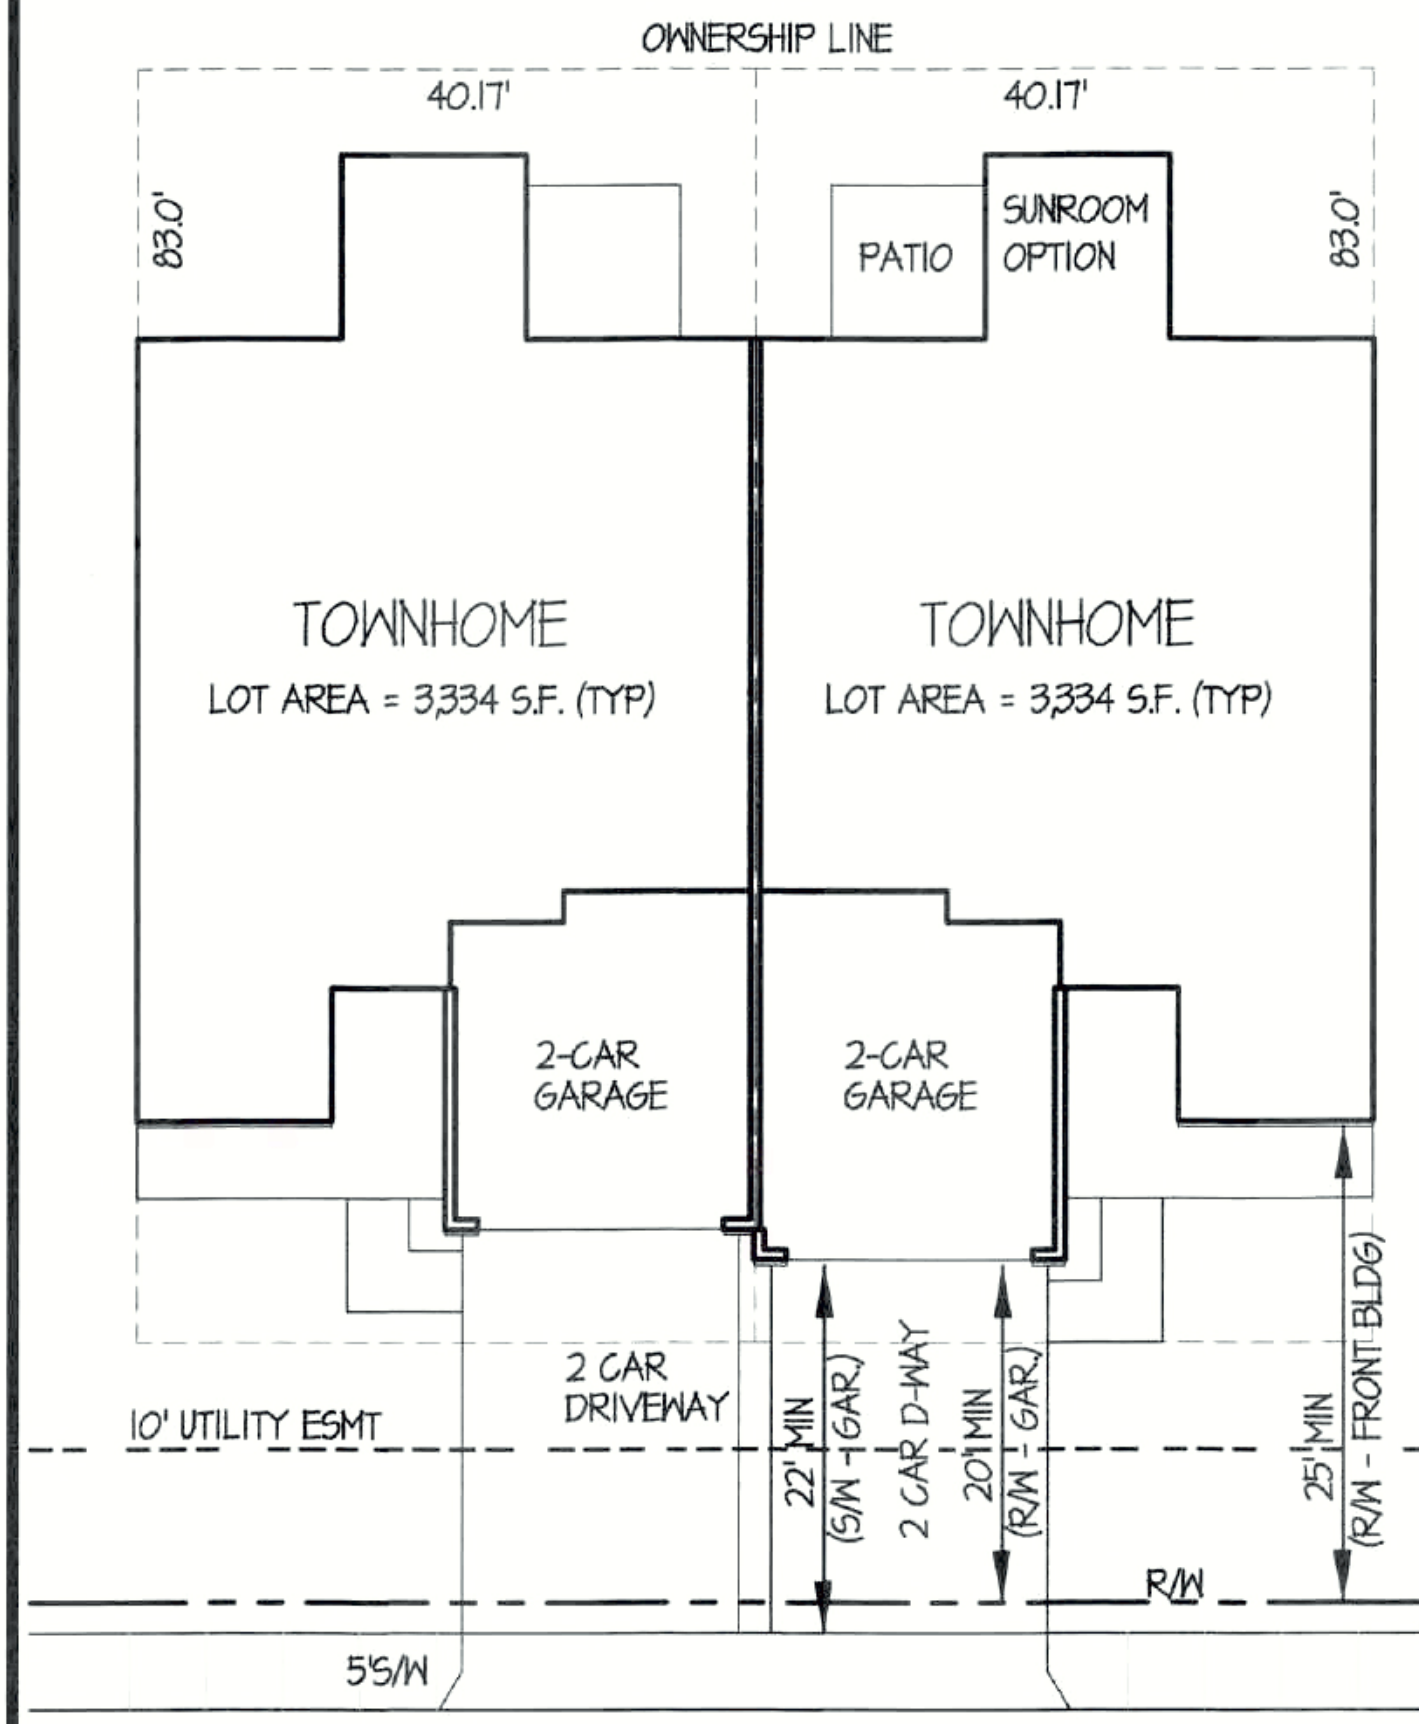 OWNERSHIP LINE
40.17'
40.17'
83.0'
83.0'
SUNROOM
OPTION
PATIO
TOWNHOME
LOT AREA = 3,334 S.F. (TYP)
TOWNHOME
LOT AREA = 3,334 S.F. (TYP)
2-CAR
GARAGE
2-CAR
GARAGE
2 CAR
DRIVEWAY
10' UTILITY ESMT
22' MIN
(S/W - GAR.)
2 CAR D-WAY
20' MIN
(R/W - GAR.)
25' MIN
(R/W - FRONT BLDG)
R/W
5'S/W